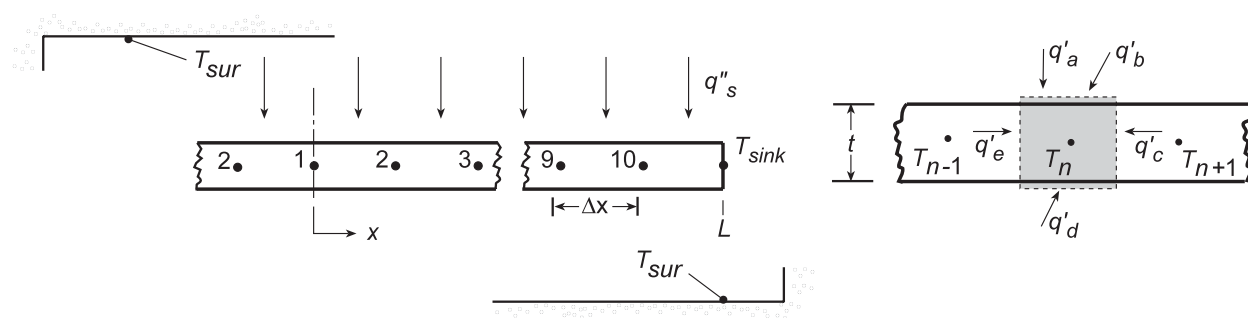 T_sur
q"_s
2 1 2 3 9 10
T_sink
Δx
x
L
T_sur
q'_a
q'_b
t
T_n-1
q'_e
T_n
q'_c
T_n+1
q'_d